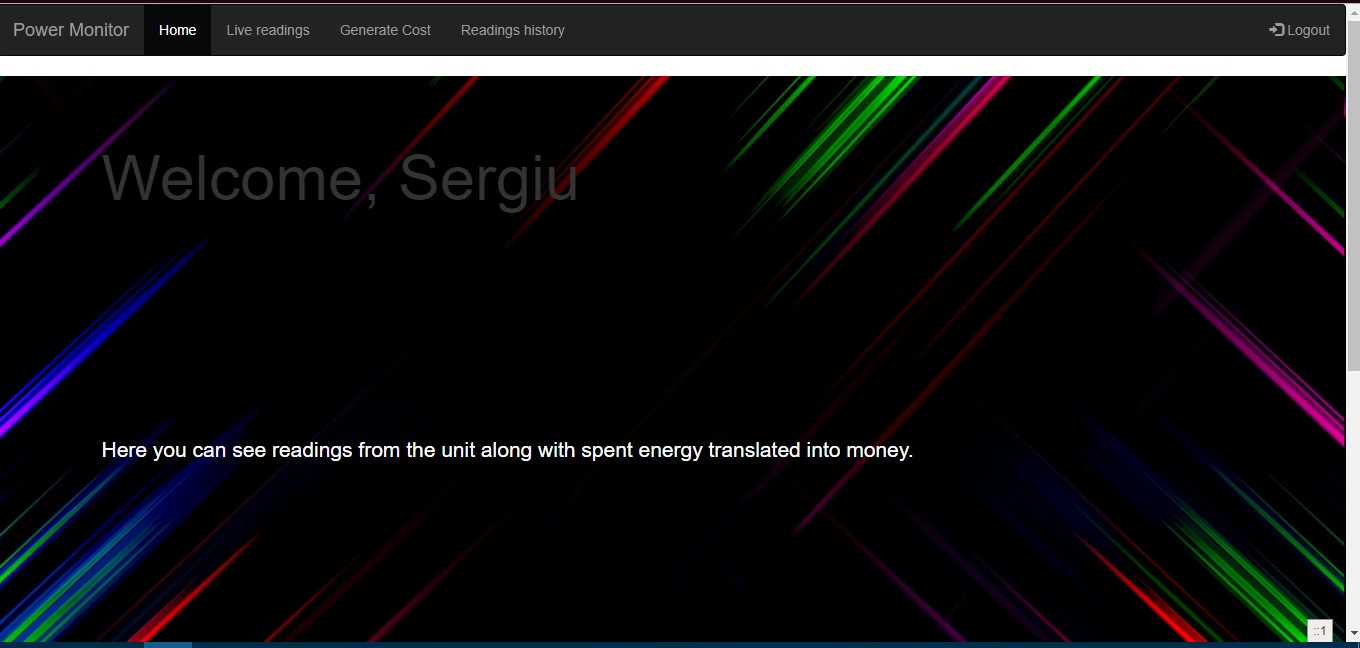 Power Monitor Home Live readings Generate Cost Readings history Logout
Welcome, Sergiu
Here you can see readings from the unit along with spent energy translated into money.
::1